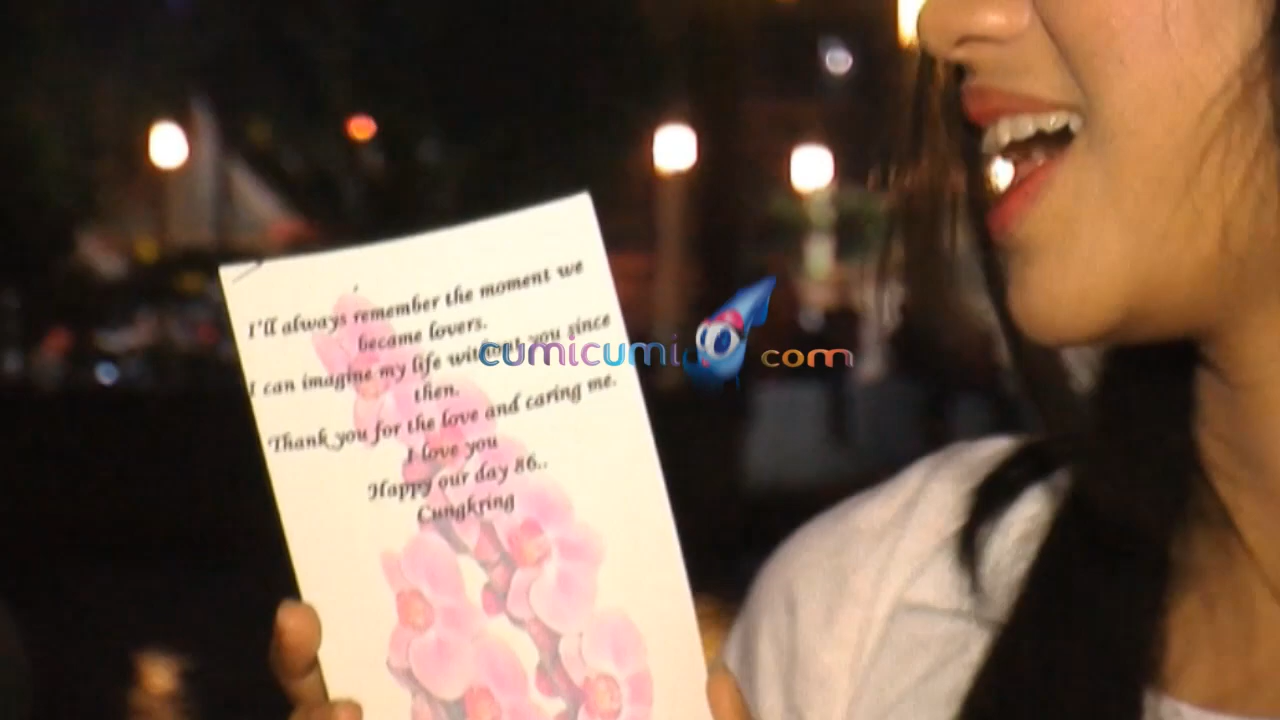 I'll always remember the moment we
became lovers.
I can imagine my life without you since
then.
Thank you for the love and caring me.
I love you
Happy our day 86..
Cungkring
cumicumi.com